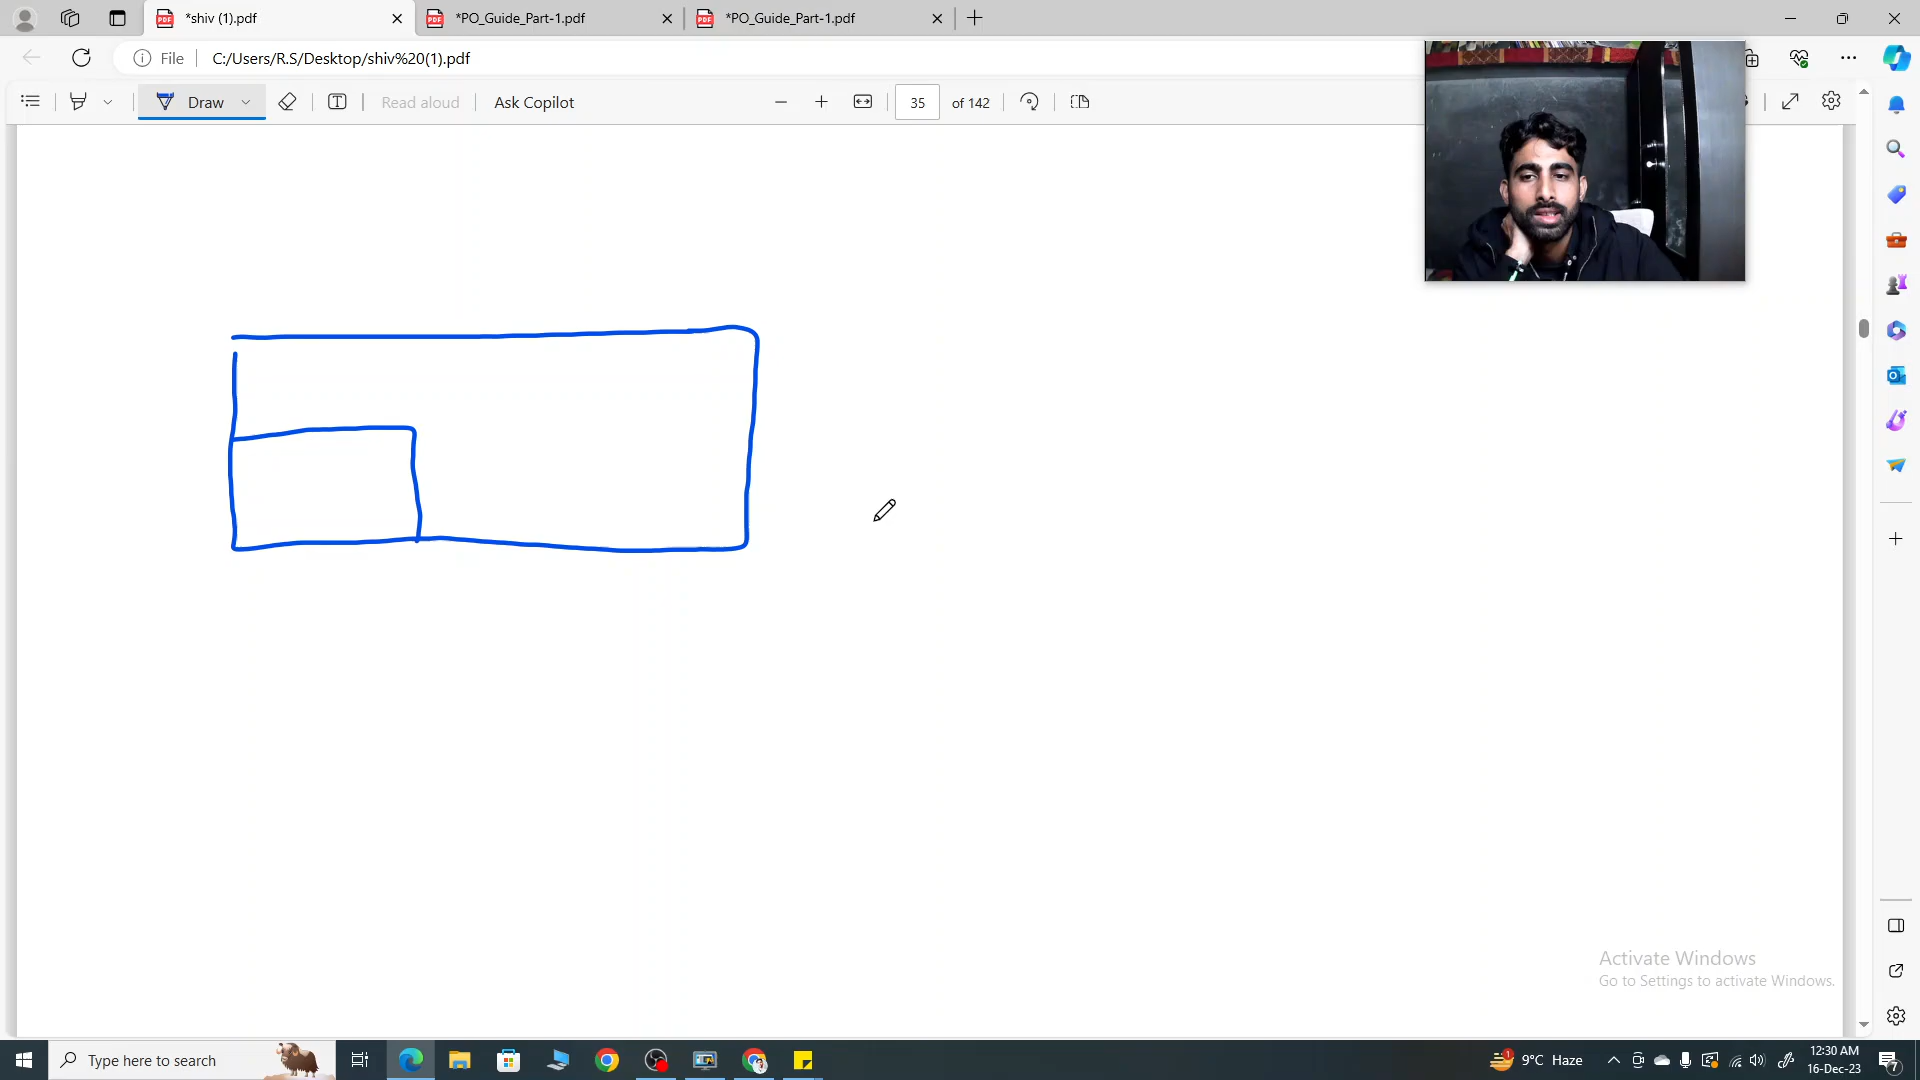 *shiv (1).pdf
*PO_Guide_Part-1.pdf
*PO_Guide_Part-1.pdf
File
C:/Users/R.S/Desktop/shiv%20(1).pdf
Draw
Read aloud
Ask Copilot
35
of 142
Activate Windows
Go to Settings to activate Windows.
Type here to search
9°C Haze
12:30 AM
16-Dec-23